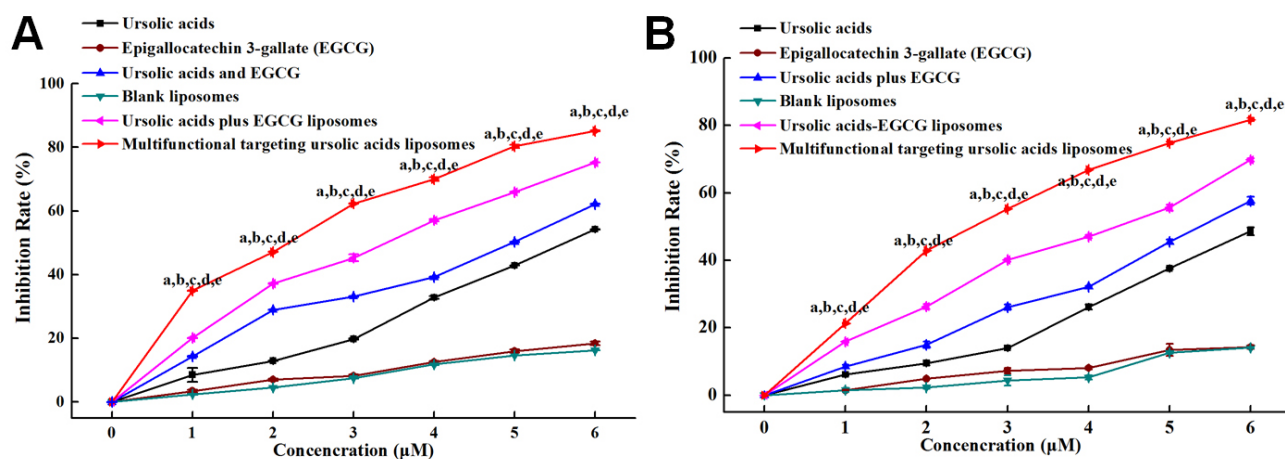 A
Ursolic acids
Epigallocatechin 3-gallate (EGCG)
Ursolic acids and EGCG
Blank liposomes
Ursolic acids plus EGCG liposomes
Multifunctional targeting ursolic acids liposomes
100
80
60
40
20
0
Inhibition Rate (%)
a,b,c,d,e
a,b,c,d,e
a,b,c,d,e
a,b,c,d,e
a,b,c,d,e
a,b,c,d,e
0 1 2 3 4 5 6
Concencration (μM)
B
Ursolic acids
Epigallocatechin 3-gallate (EGCG)
Ursolic acids plus EGCG
Blank liposomes
Ursolic acids-EGCG liposomes
Multifunctional targeting ursolic acids liposomes
100
80
60
40
20
0
Inhibition Rate (%)
a,b,c,d,e
a,b,c,d,e
a,b,c,d,e
a,b,c,d,e
a,b,c,d,e
a,b,c,d,e
0 1 2 3 4 5 6
Concencration (μM)